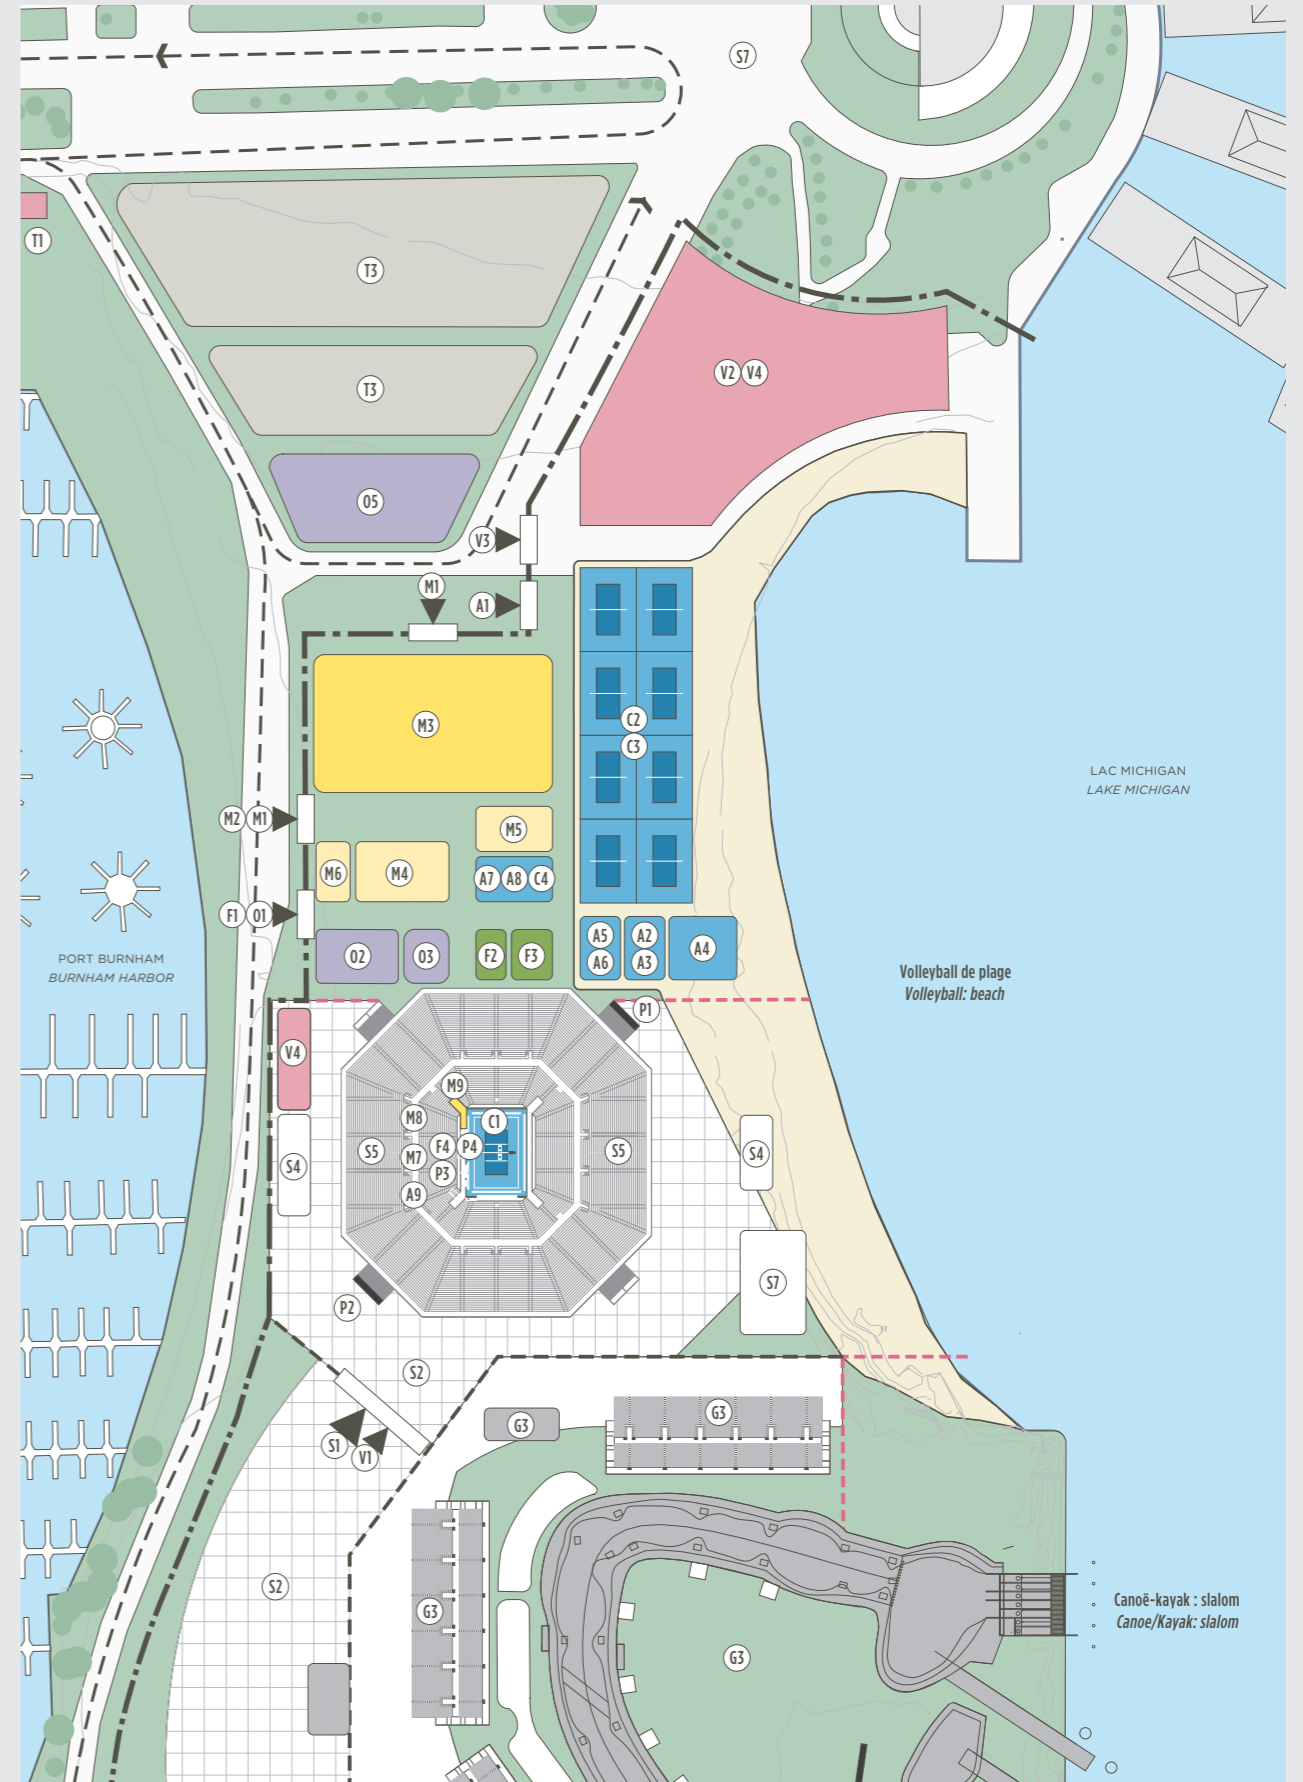 S7
T1
T3
V2 V4
T3
O5
V3
M1
A1
M3
C2
C3
LAC MICHIGAN
LAKE MICHIGAN
M2 M1
M5
M6
M4
A7 A8 C4
F1 O1
O2
O3
F2
F3
A5
A6
A2
A3
A4
PORT BURNHAM
BURNHAM HARBOR
Volleyball de plage
Volleyball: beach
P1
V4
M9
M8
C1
S5
F4 P4
M7
P3
S5
S4
S4
A9
S7
P2
S2
G3
G3
S1
V1
S2
G3
Canoë-kayak : slalom
Canoe/Kayak: slalom
G3